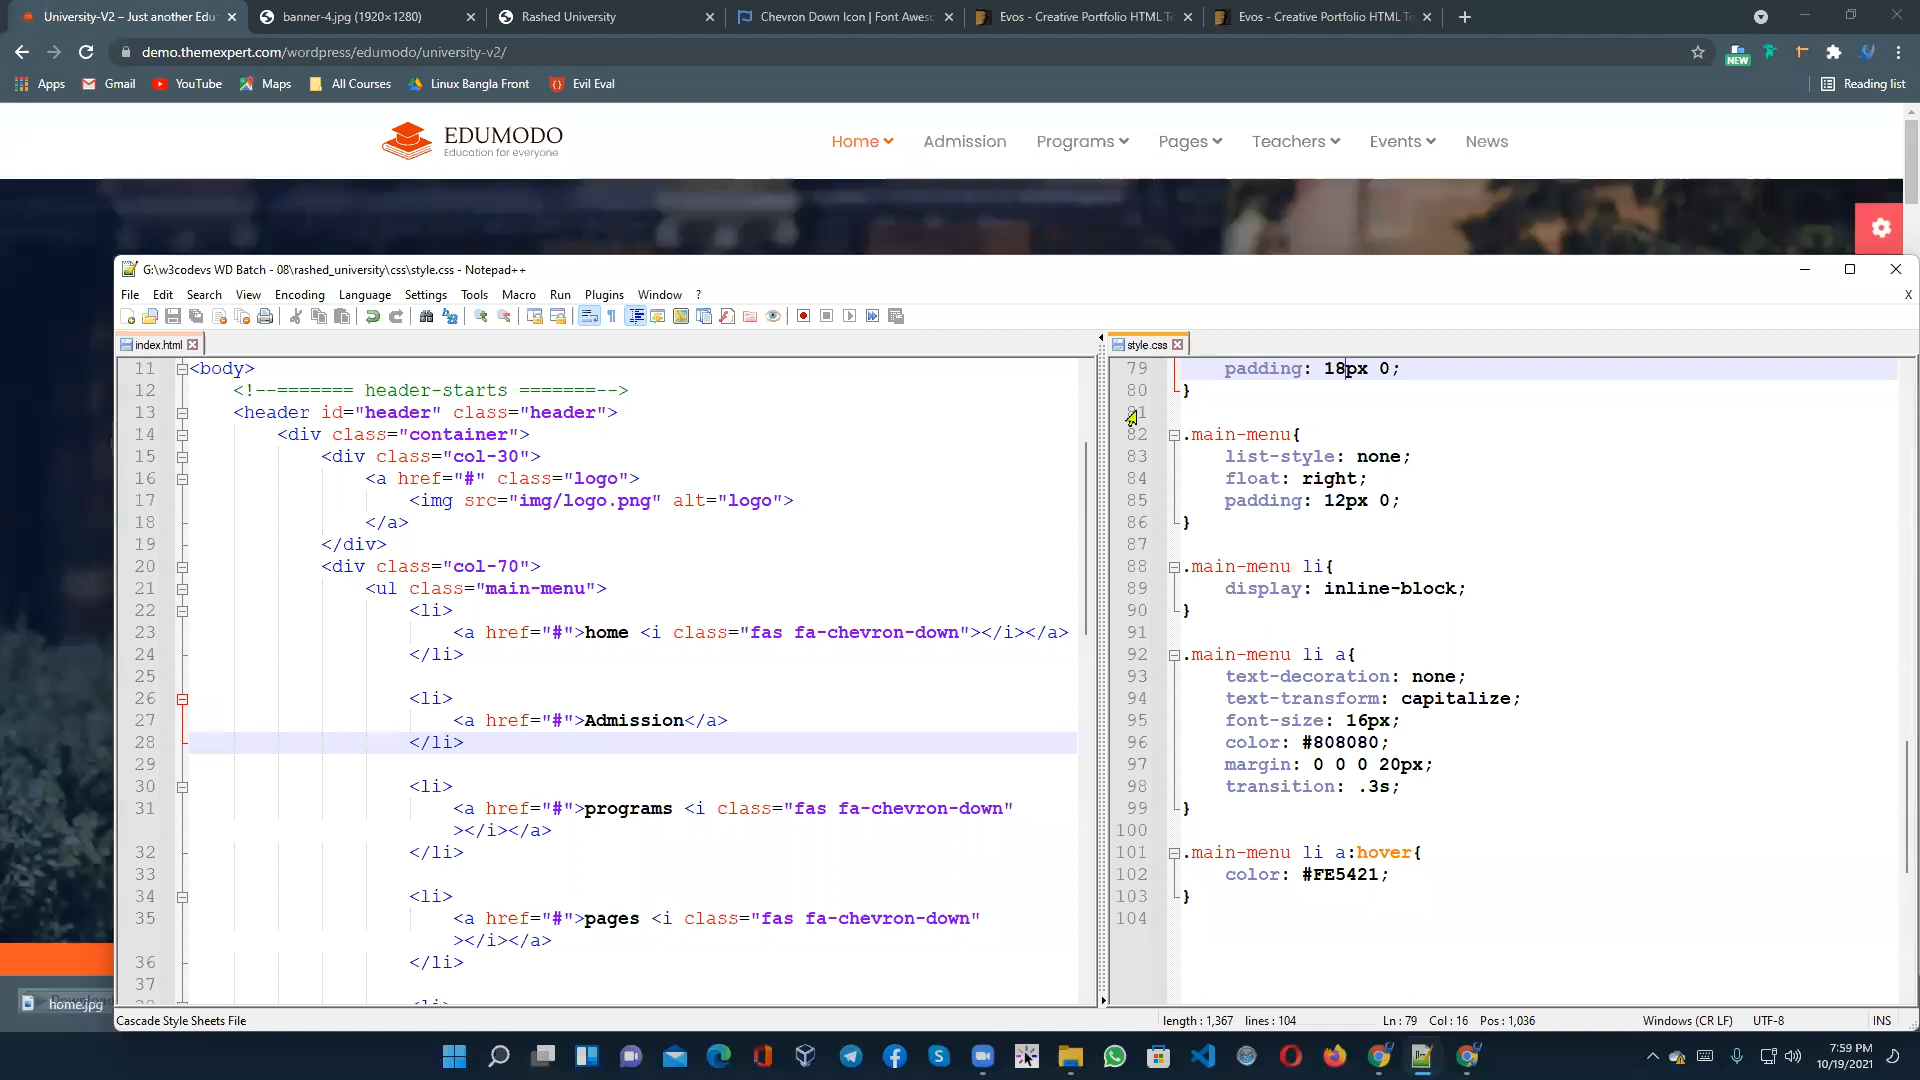 University-V2 – Just another Edu
banner-4.jpg (1920×1280)
Rashed University
Chevron Down Icon | Font Aweso
Evos - Creative Portfolio HTML Te
Evos - Creative Portfolio HTML Te
demo.themexpert.com/wordpress/edumodo/university-v2/
NEW
Apps
Gmail
YouTube
Maps
All Courses
Linux Bangla Front
Evil Eval
Reading list
EDUMODO
Education for everyone
Home
Admission
Programs
Pages
Teachers
Events
News
G:\w3codevs WD Batch - 08\rashed_university\css\style.css - Notepad++
File Edit Search View Encoding Language Settings Tools Macro Run Plugins Window ?
X
index.html
11 <body>
12 <!--======= header-starts =======-->
13 <header id="header" class="header">
14 <div class="container">
15 <div class="col-30">
16 <a href="#" class="logo">
17 <img src="img/logo.png" alt="logo">
18 </a>
19 </div>
20 <div class="col-70">
21 <ul class="main-menu">
22 <li>
23 <a href="#">home <i class="fas fa-chevron-down"></i></a>
24 </li>
25
26 <li>
27 <a href="#">Admission</a>
28 </li>
29
30 <li>
31 <a href="#">programs <i class="fas fa-chevron-down"
></i></a>
32 </li>
33
34 <li>
35 <a href="#">pages <i class="fas fa-chevron-down"
></i></a>
36 </li>
37
style.css
79 padding: 18px 0;
80 }
81
82 .main-menu{
83 list-style: none;
84 float: right;
85 padding: 12px 0;
86 }
87
88 .main-menu li{
89 display: inline-block;
90 }
91
92 .main-menu li a{
93 text-decoration: none;
94 text-transform: capitalize;
95 font-size: 16px;
96 color: #808080;
97 margin: 0 0 0 20px;
98 transition: .3s;
99 }
100
101 .main-menu li a:hover{
102 color: #FE5421;
103 }
104
home.jpg
Cascade Style Sheets File
length : 1,367 lines : 104
Ln : 79 Col : 16 Pos : 1,036
Windows (CR LF)
UTF-8
INS
7:59 PM
10/19/2021